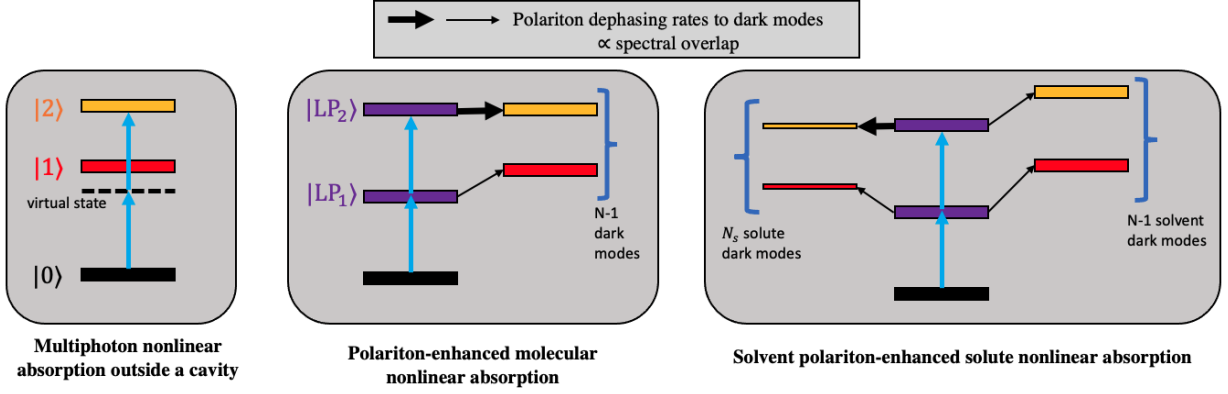 Polariton dephasing rates to dark modes
∝ spectral overlap
|2⟩
|1⟩
virtual state
|0⟩
Multiphoton nonlinear
absorption outside a cavity
|LP₂⟩
|LP₁⟩
N-1
dark
modes
Polariton-enhanced molecular
nonlinear absorption
Nₛ solute
dark modes
N-1 solvent
dark modes
Solvent polariton-enhanced solute nonlinear absorption